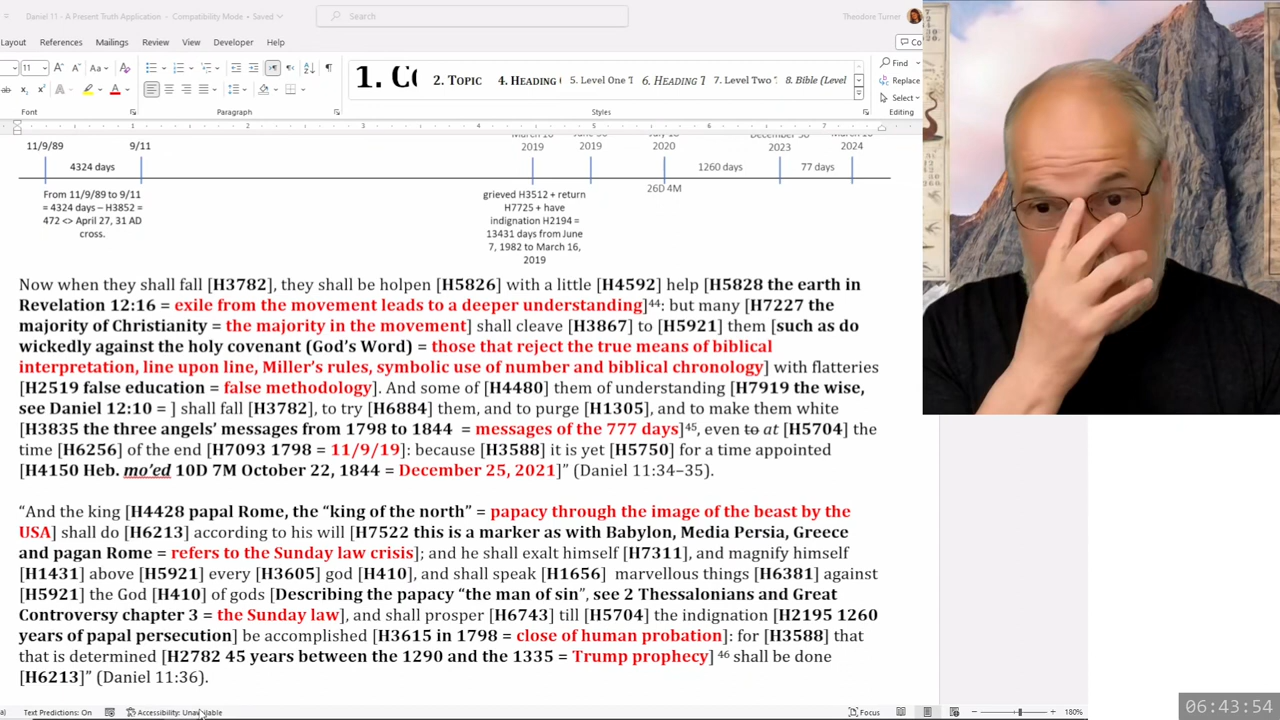 Daniel 11 - A Present Truth Application - Compatibility Mode • Saved
Search
Theodore Turner
Layout References Mailings Review View Developer Help
Co
11 A A Aa A
Find
Replace
Select
1. Co 2. TOPIC 4. HEADING 5. Level One T 6. HEADING T 7. Level Two 8. Bible (Level
Font Paragraph Styles Editing
11/9/89 9/11 2019 2019 2020 2023 2024
4324 days 1260 days 77 days
26D 4M
From 11/9/89 to 9/11
= 4324 days – H3852 =
472 <> April 27, 31 AD
cross.
grieved H3512 + return
H7725 + have
indignation H2194 =
13431 days from June
7, 1982 to March 16,
2019
Now when they shall fall [H3782], they shall be holpen [H5826] with a little [H4592] help [H5828 the earth in
Revelation 12:16 = exile from the movement leads to a deeper understanding]44: but many [H7227 the
majority of Christianity = the majority in the movement] shall cleave [H3867] to [H5921] them [such as do
wickedly against the holy covenant (God’s Word) = those that reject the true means of biblical
interpretation, line upon line, Miller’s rules, symbolic use of number and biblical chronology] with flatteries
[H2519 false education = false methodology]. And some of [H4480] them of understanding [H7919 the wise,
see Daniel 12:10 = ] shall fall [H3782], to try [H6884] them, and to purge [H1305], and to make them white
[H3835 the three angels’ messages from 1798 to 1844 = messages of the 777 days]45, even to at [H5704] the
time [H6256] of the end [H7093 1798 = 11/9/19]: because [H3588] it is yet [H5750] for a time appointed
[H4150 Heb. mo’ed 10D 7M October 22, 1844 = December 25, 2021]” (Daniel 11:34–35).
“And the king [H4428 papal Rome, the “king of the north” = papacy through the image of the beast by the
USA] shall do [H6213] according to his will [H7522 this is a marker as with Babylon, Media Persia, Greece
and pagan Rome = refers to the Sunday law crisis]; and he shall exalt himself [H7311], and magnify himself
[H1431] above [H5921] every [H3605] god [H410], and shall speak [H1656] marvellous things [H6381] against
[H5921] the God [H410] of gods [Describing the papacy “the man of sin”, see 2 Thessalonians and Great
Controversy chapter 3 = the Sunday law], and shall prosper [H6743] till [H5704] the indignation [H2195 1260
years of papal persecution] be accomplished [H3615 in 1798 = close of human probation]: for [H3588] that
that is determined [H2782 45 years between the 1290 and the 1335 = Trump prophecy] 46 shall be done
[H6213]” (Daniel 11:36).
Text Predictions: On Accessibility: Unavailable Focus 180%
06:43:54